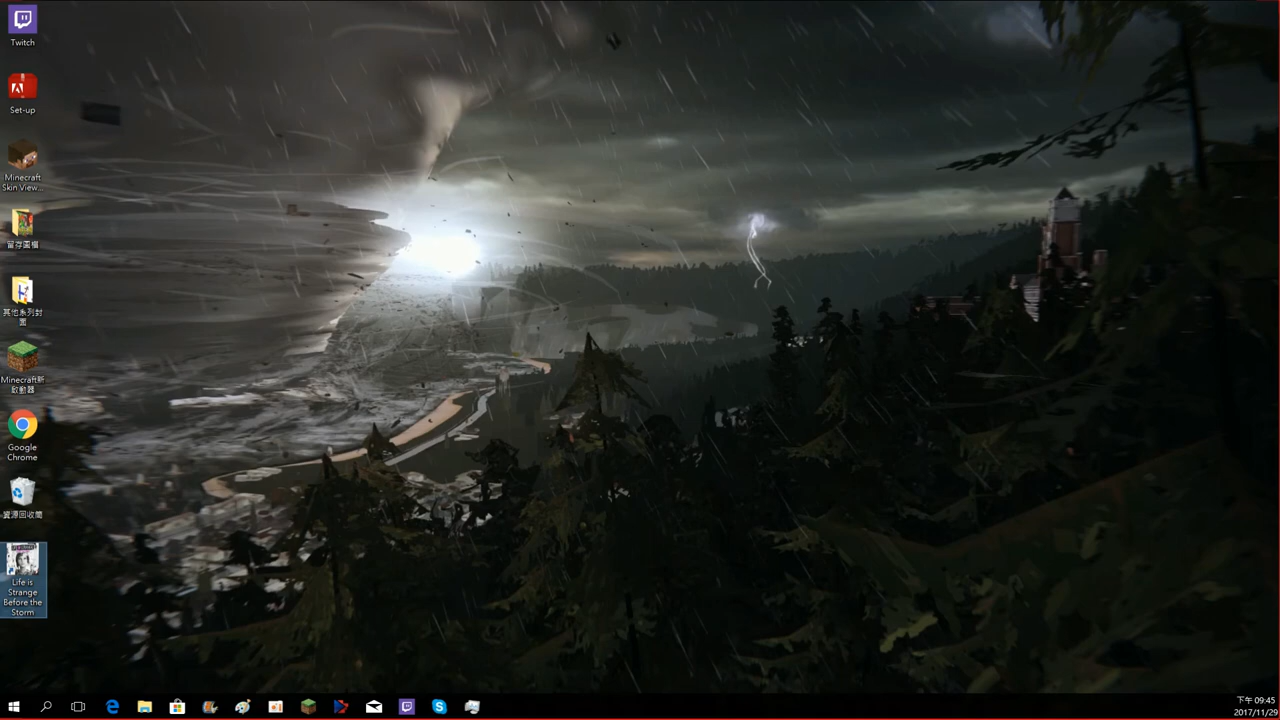 Twitch
Set-up
Minecraft
Skin View...
留存圖檔
其他系列封
面
Minecraft新
啟動器
Google
Chrome
資源回收筒
Life is
Strange
Before the
Storm
下午 09:45
2017/11/29